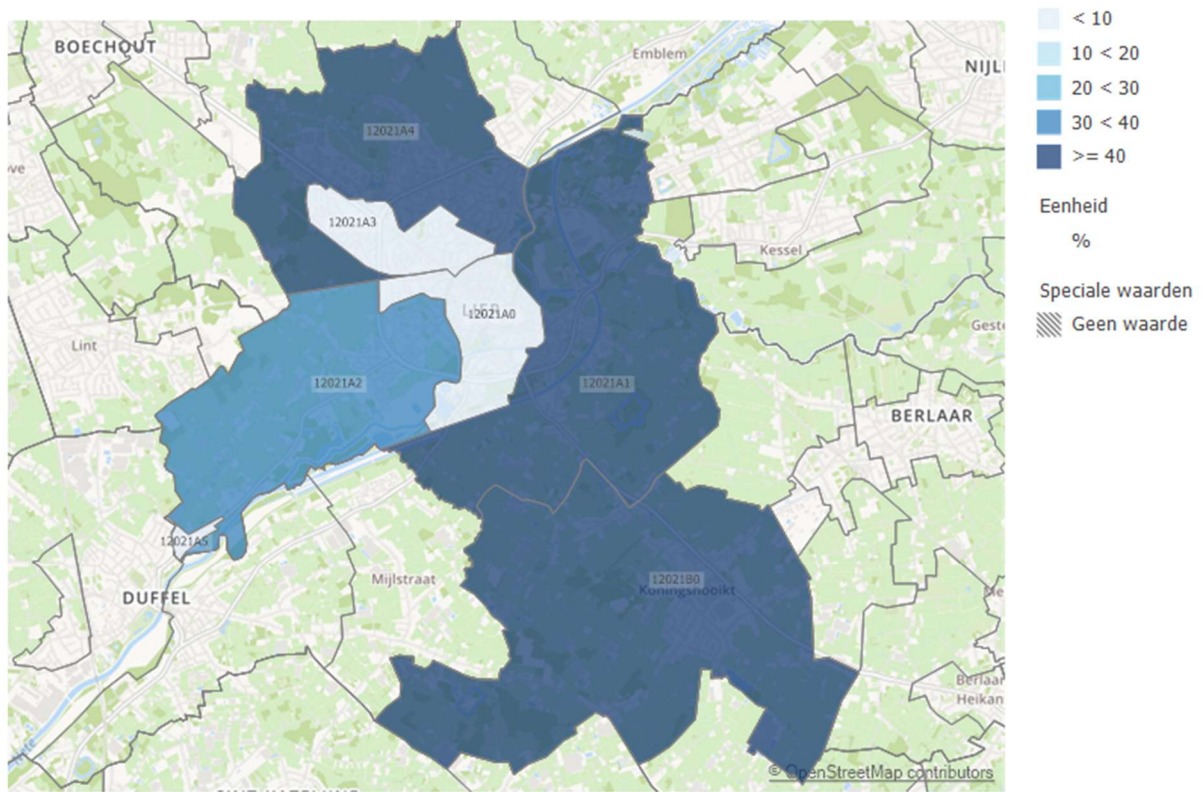 BOECHOUT
Emblem
NIJL
12021A4
12021A3
Kessel
LIER
12021A0
Lint
12021A2
12021A1
BERLAAR
12021A5
Mijlstraat
DUFFEL
12021B0
Koningshooikt
Berlaar
Heikan
© OpenStreetMap contributors
< 10
10 < 20
20 < 30
30 < 40
>= 40
Eenheid
%
Speciale waarden
Geen waarde